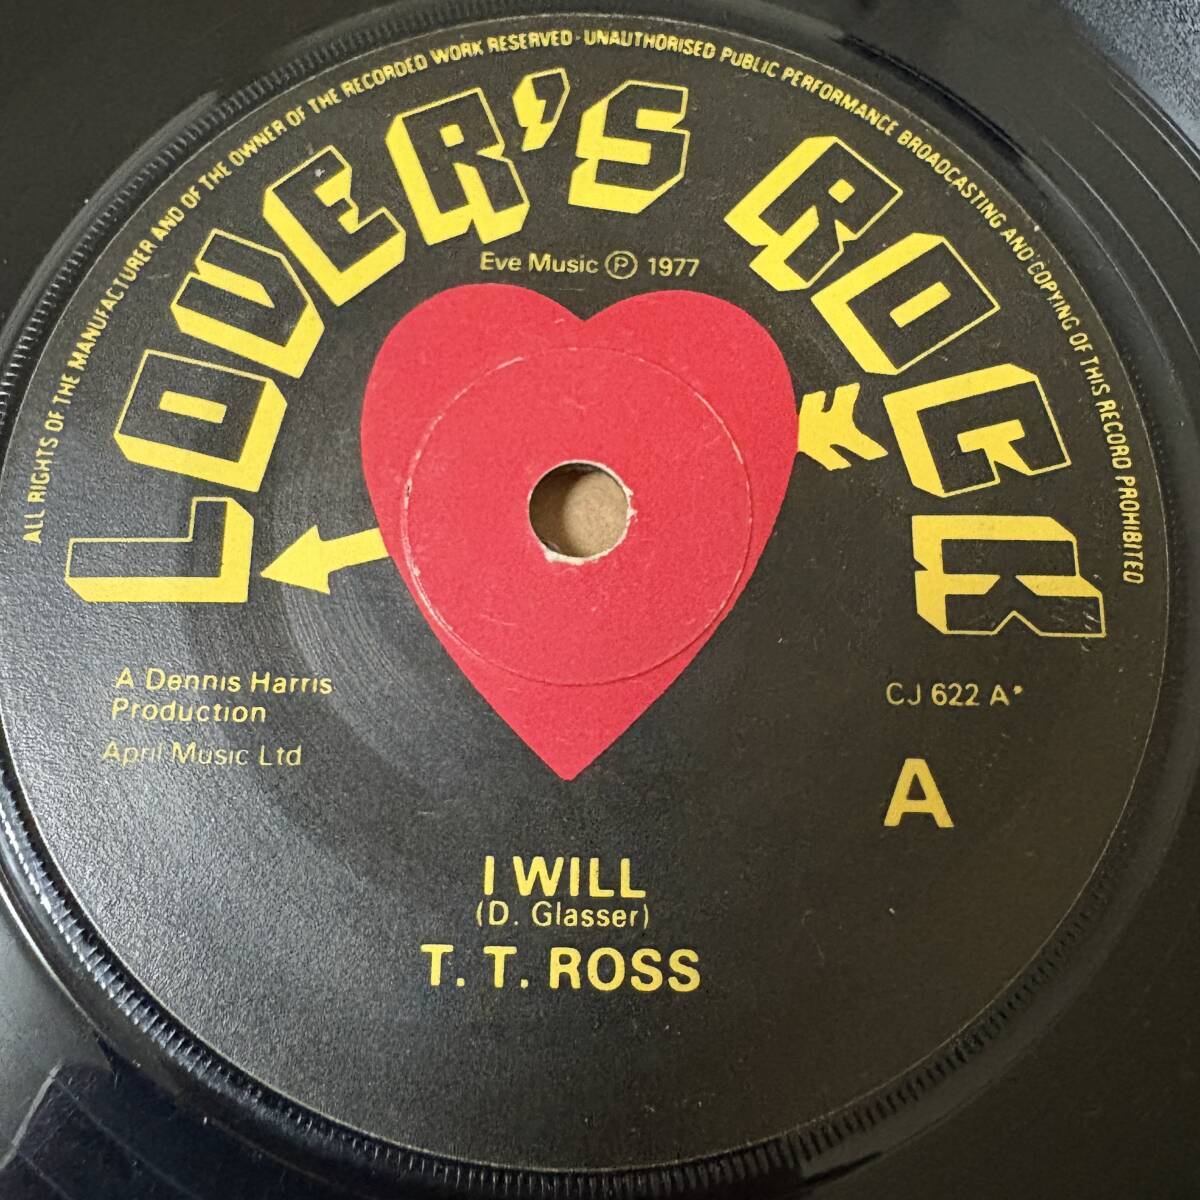 ALL RIGHTS OF THE MANUFACTURER AND OF THE OWNER OF THE RECORDED WORK RESERVED · UNAUTHORISED PUBLIC PERFORMANCE BROADCASTING AND COPYING OF THIS RECORD PROHIBITED
LOVER'S ROCK
Eve Music ℗ 1977
A Dennis Harris
Production
April Music Ltd
CJ 622 A*
A
I WILL
(D. Glasser)
T. T. ROSS